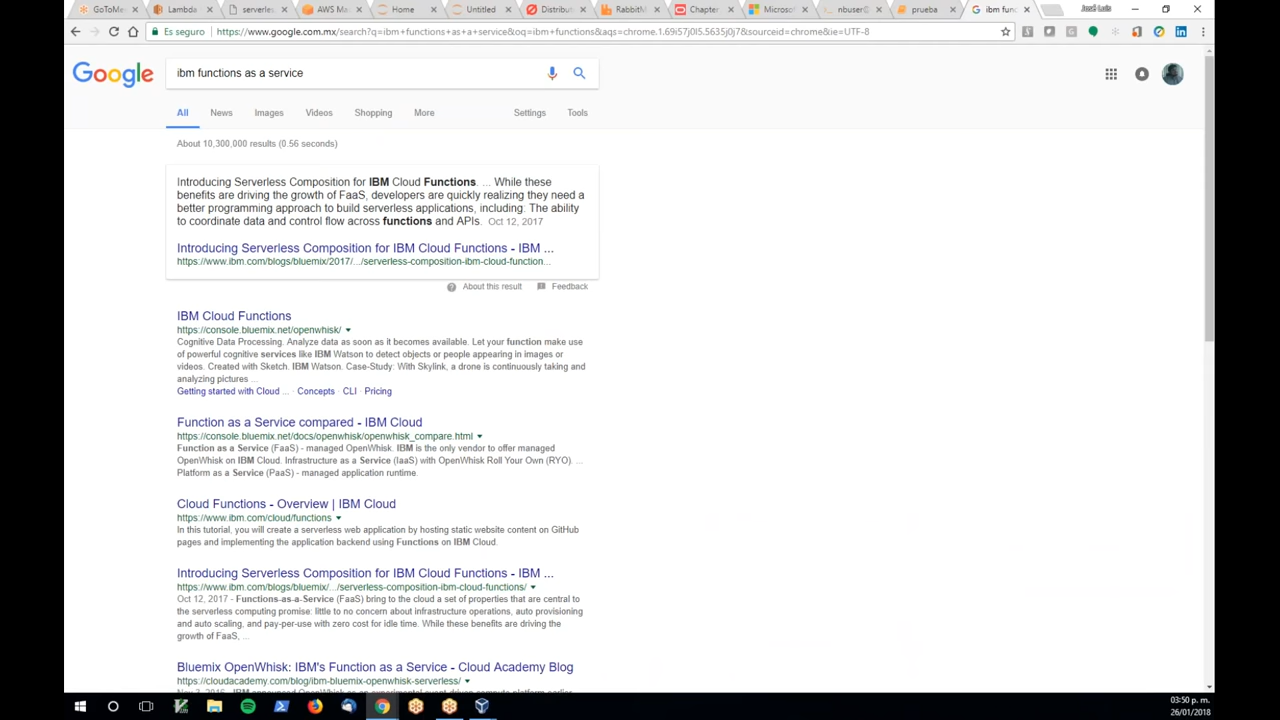 GoToMe
Lambda
serverles
AWS Ma
Home
Untitled
Distribut
RabbitM
Chapter
Microsof
nbuser@
prueba
ibm func
José Luis
Es seguro
https://www.google.com.mx/search?q=ibm+functions+as+a+service&oq=ibm+functions&aqs=chrome.1.69i57j0l5.5635j0j7&sourceid=chrome&ie=UTF-8
Google
ibm functions as a service
All News Images Videos Shopping More Settings Tools
About 10,300,000 results (0.56 seconds)
Introducing Serverless Composition for IBM Cloud Functions. ... While these
benefits are driving the growth of FaaS, developers are quickly realizing they need a
better programming approach to build serverless applications, including: The ability
to coordinate data and control flow across functions and APIs. Oct 12, 2017
Introducing Serverless Composition for IBM Cloud Functions - IBM ...
https://www.ibm.com/blogs/bluemix/2017/.../serverless-composition-ibm-cloud-function...
About this result Feedback
IBM Cloud Functions
https://console.bluemix.net/openwhisk/
Cognitive Data Processing. Analyze data as soon as it becomes available. Let your function make use
of powerful cognitive services like IBM Watson to detect objects or people appearing in images or
videos. Created with Sketch. IBM Watson. Case-Study: With Skylink, a drone is continuously taking and
analyzing pictures ...
Getting started with Cloud ... · Concepts · CLI · Pricing
Function as a Service compared - IBM Cloud
https://console.bluemix.net/docs/openwhisk/openwhisk_compare.html
Function as a Service (FaaS) - managed OpenWhisk. IBM is the only vendor to offer managed
OpenWhisk on IBM Cloud. Infrastructure as a Service (IaaS) with OpenWhisk Roll Your Own (RYO). ...
Platform as a Service (PaaS) - managed application runtime.
Cloud Functions - Overview | IBM Cloud
https://www.ibm.com/cloud/functions
In this tutorial, you will create a serverless web application by hosting static website content on GitHub
pages and implementing the application backend using Functions on IBM Cloud.
Introducing Serverless Composition for IBM Cloud Functions - IBM ...
https://www.ibm.com/blogs/bluemix/.../serverless-composition-ibm-cloud-functions/
Oct 12, 2017 - Functions-as-a-Service (FaaS) bring to the cloud a set of properties that are central to
the serverless computing promise: little to no concern about infrastructure operations, auto provisioning
and auto scaling, and pay-per-use with zero cost for idle time. While these benefits are driving the
growth of FaaS, ...
Bluemix OpenWhisk: IBM's Function as a Service - Cloud Academy Blog
https://cloudacademy.com/blog/ibm-bluemix-openwhisk-serverless/
03:50 p. m.
26/01/2018